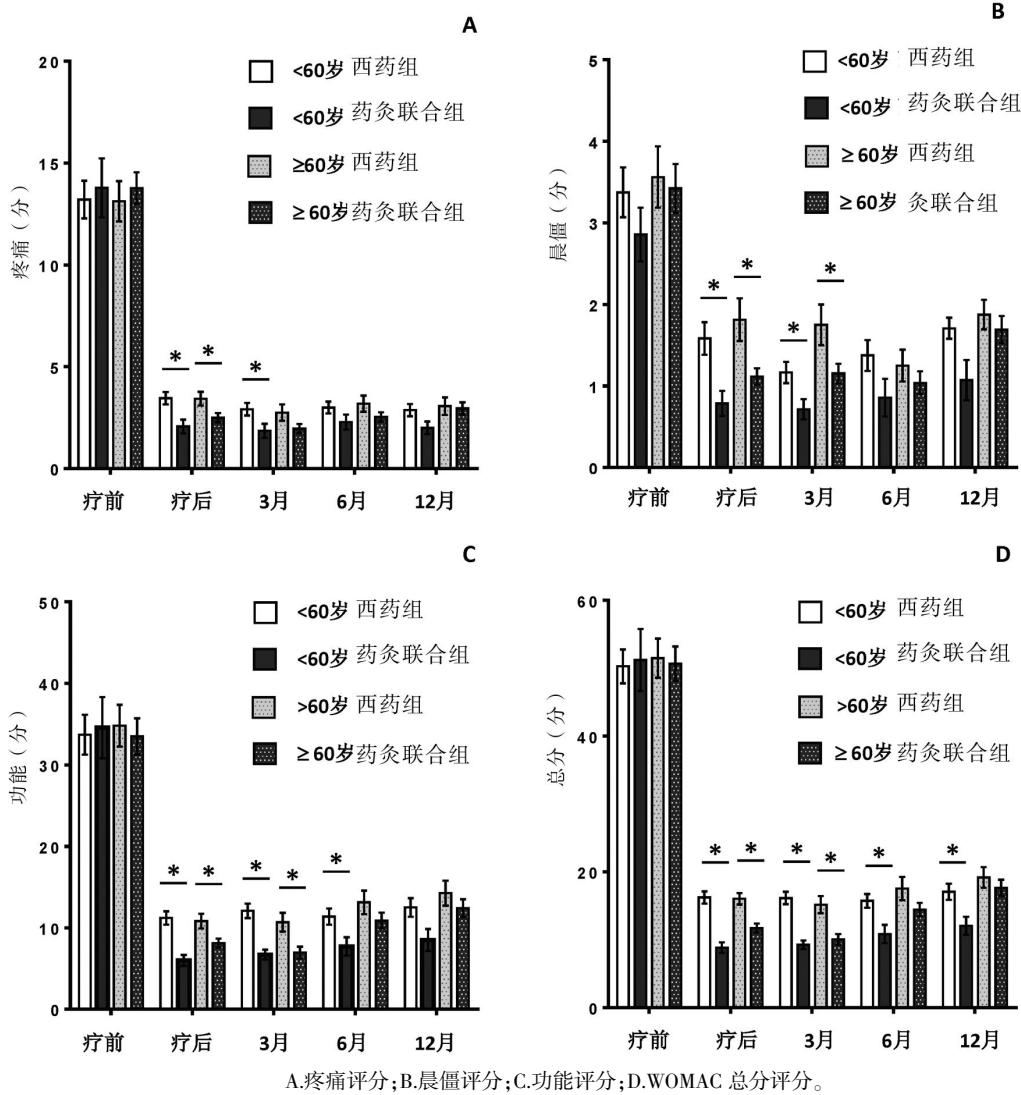 A
疼痛（分）
20
15
10
5
0
<60岁 西药组
<60岁 药灸联合组
≥60岁 西药组
≥60岁 药灸联合组
* * *
疗前 疗后 3月 6月 12月
B
晨僵（分）
5
4
3
2
1
0
<60岁 西药组
<60岁 药灸联合组
≥60岁 西药组
≥60岁 灸联合组
* * * *
疗前 疗后 3月 6月 12月
C
功能（分）
50
40
30
20
10
0
<60岁 西药组
<60岁 药灸联合组
>60岁 西药组
≥60岁 药灸联合组
* * * * *
疗前 疗后 3月 6月 12月
D
总分（分）
60
40
20
0
<60岁 西药组
<60岁 药灸联合组
>60岁 西药组
≥60岁 药灸联合组
* * * * * *
疗前 疗后 3月 6月 12月
A.疼痛评分;B.晨僵评分;C.功能评分;D.WOMAC 总分评分。